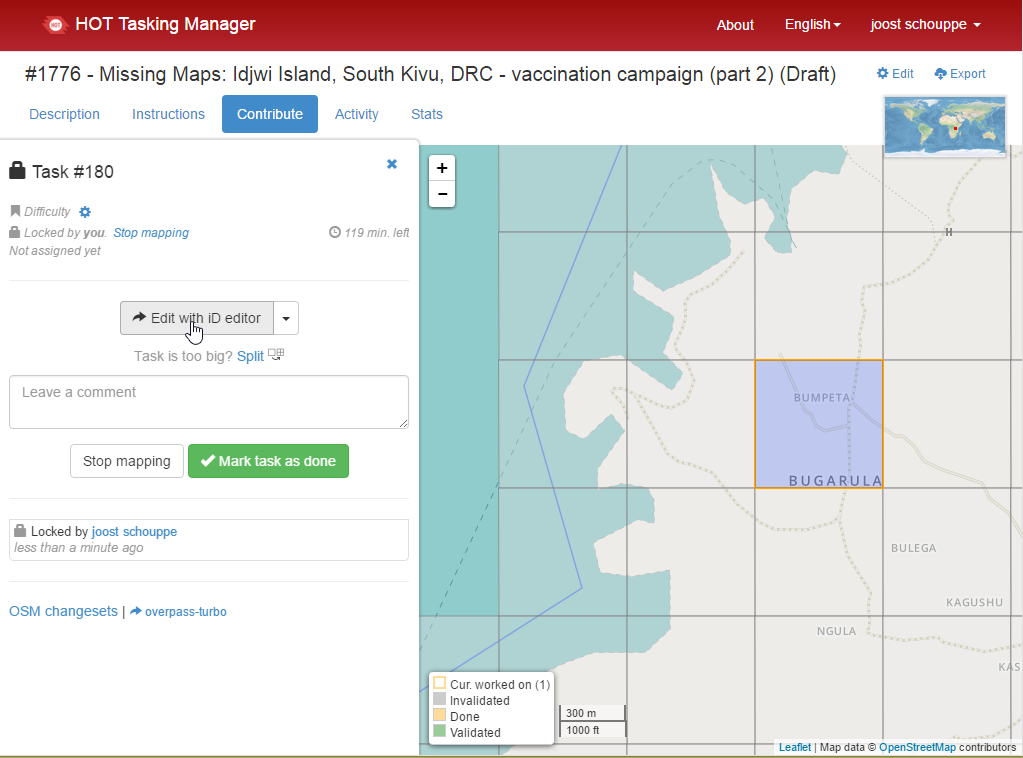 HOT HOT Tasking Manager
About English joost schouppe
#1776 - Missing Maps: Idjwi Island, South Kivu, DRC - vaccination campaign (part 2) (Draft)
Edit Export
Description Instructions Contribute Activity Stats
Task #180
Difficulty
Locked by you. Stop mapping 119 min. left
Not assigned yet
Edit with iD editor
Task is too big? Split
Leave a comment
Stop mapping Mark task as done
Locked by joost schouppe
less than a minute ago
OSM changesets | overpass-turbo
+
−
H
BUMPETA
BUGARULA
BULEGA
KAGUSHU
NGULA
KAS
Cur. worked on (1)
Invalidated
Done
Validated
300 m
1000 ft
Leaflet | Map data © OpenStreetMap contributors